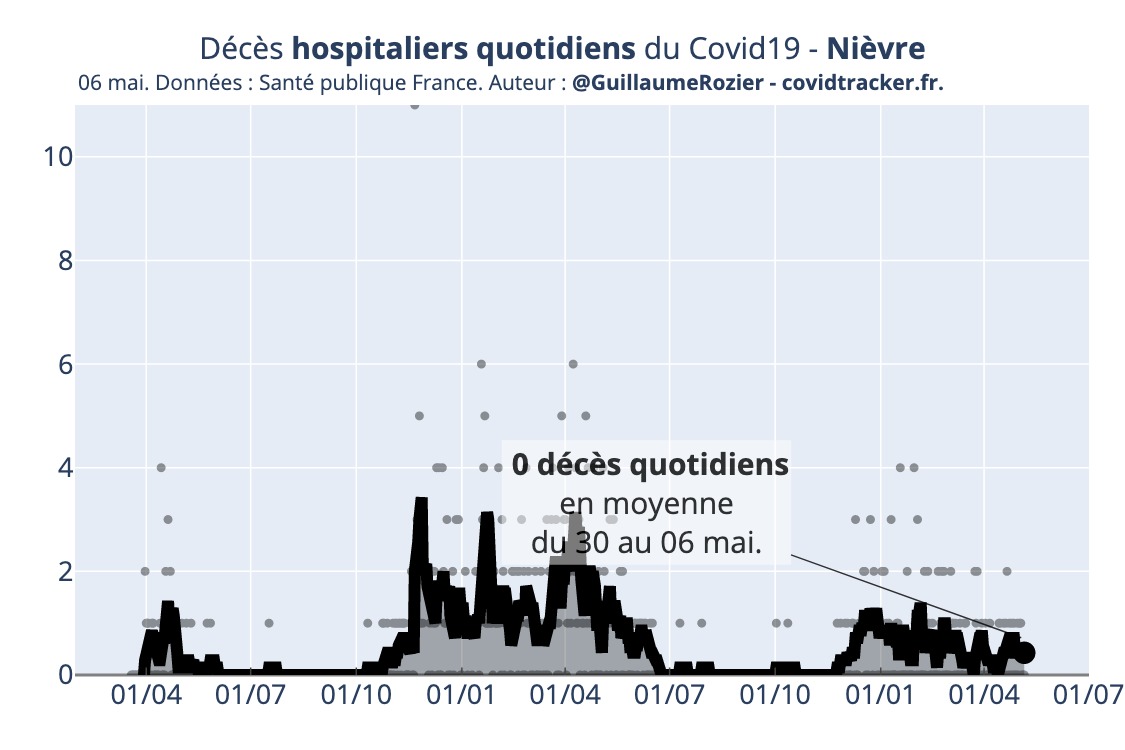 Décès hospitaliers quotidiens du Covid19 - Nièvre
06 mai. Données : Santé publique France. Auteur : @GuillaumeRozier - covidtracker.fr.
10
8
6
4
2
0
0 décès quotidiens
en moyenne
du 30 au 06 mai.
01/04 01/07 01/10 01/01 01/04 01/07 01/10 01/01 01/04 01/07